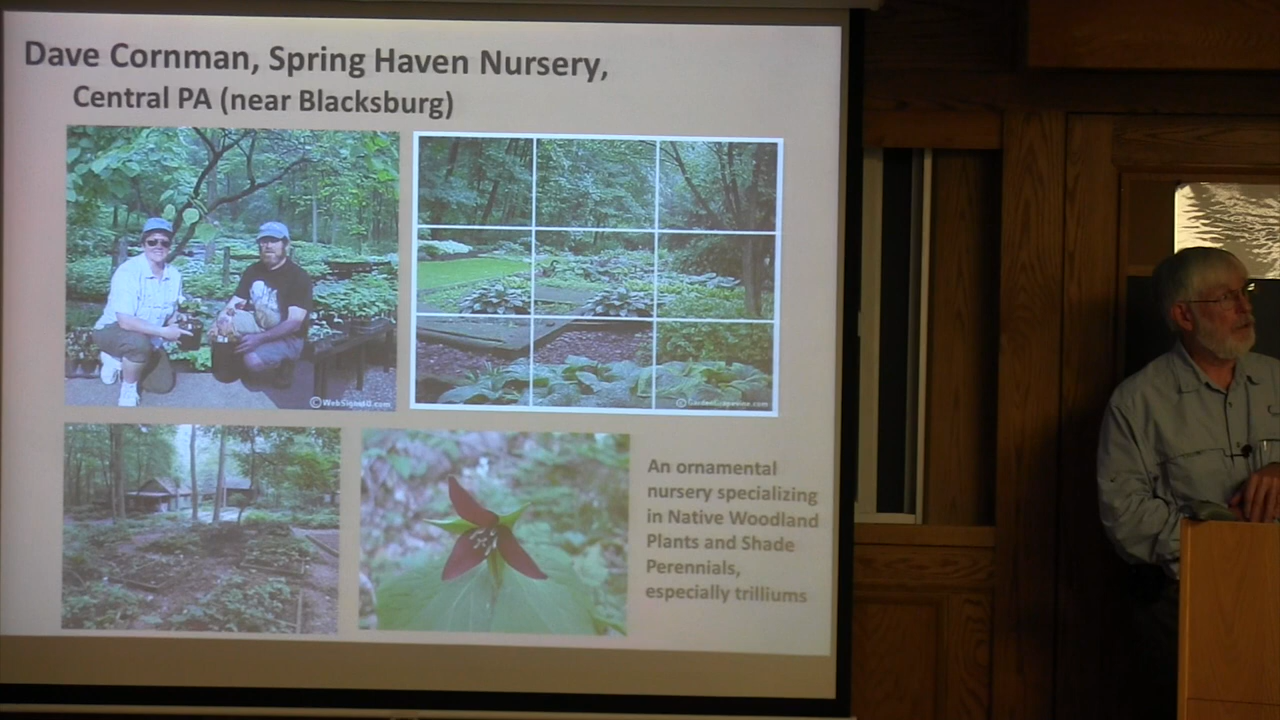 Dave Cornman, Spring Haven Nursery,
Central PA (near Blacksburg)
©WebSignia.com
©GardenGrapevine.com
An ornamental
nursery specializing
in Native Woodland
Plants and Shade
Perennials,
especially trilliums